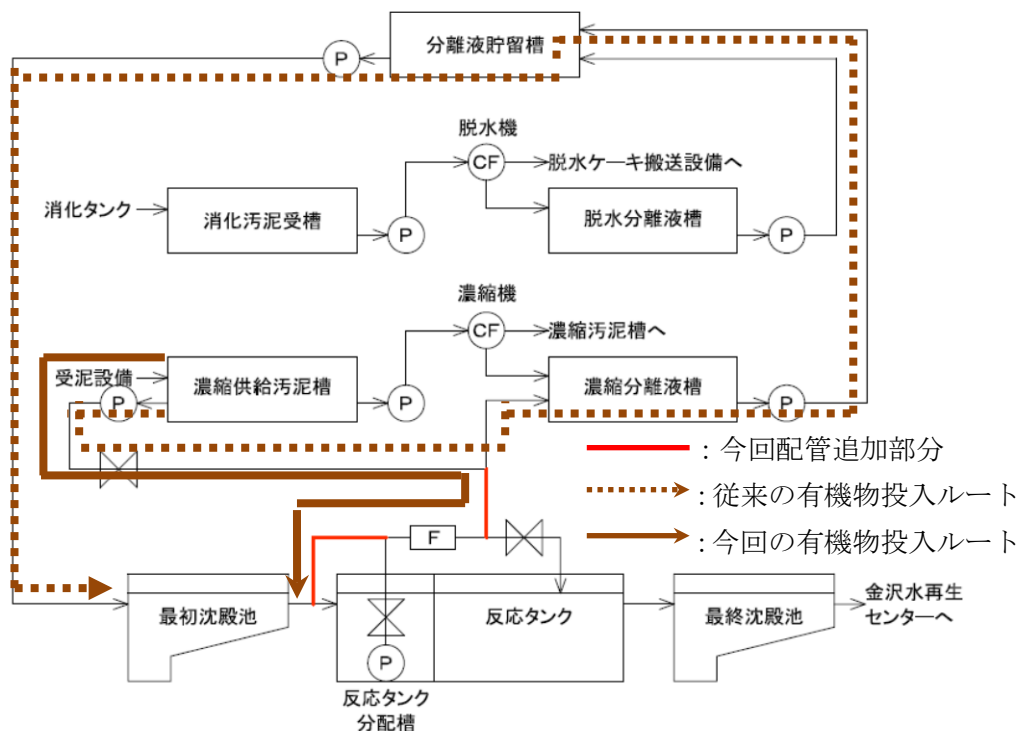 分離液貯留槽
P
脱水機
CF
脱水ケーキ搬送設備へ
消化タンク
消化汚泥受槽
P
脱水分離液槽
P
濃縮機
CF
濃縮汚泥槽へ
受泥設備
P
濃縮供給汚泥槽
P
濃縮分離液槽
P
：今回配管追加部分
：従来の有機物投入ルート
：今回の有機物投入ルート
F
最初沈殿池
反応タンク
最終沈殿池
金沢水再生
センターへ
P
反応タンク
分配槽